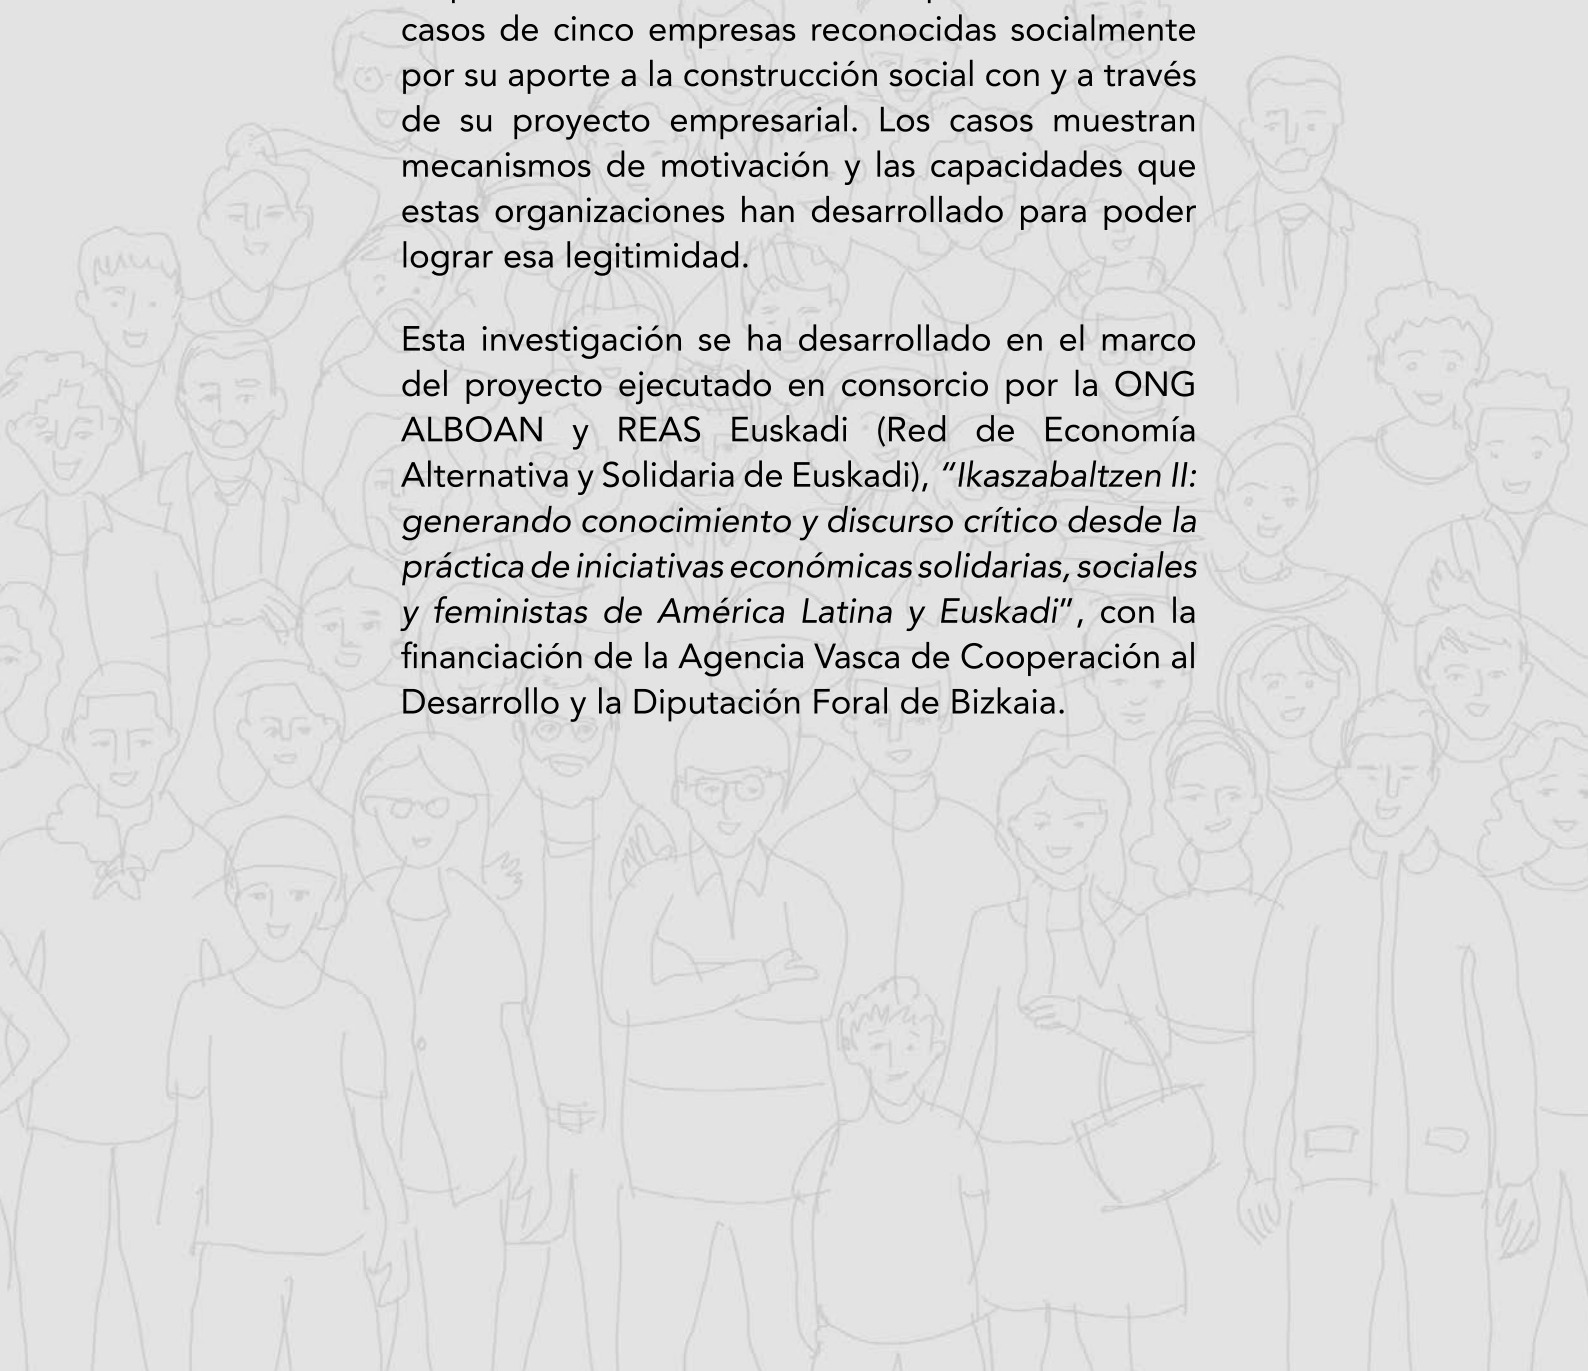 casos de cinco empresas reconocidas socialmente
por su aporte a la construcción social con y a través
de su proyecto empresarial. Los casos muestran
mecanismos de motivación y las capacidades que
estas organizaciones han desarrollado para poder
lograr esa legitimidad.
Esta investigación se ha desarrollado en el marco
del proyecto ejecutado en consorcio por la ONG
ALBOAN y REAS Euskadi (Red de Economía
Alternativa y Solidaria de Euskadi), “Ikaszabaltzen II:
generando conocimiento y discurso crítico desde la
práctica de iniciativas económicas solidarias, sociales
y feministas de América Latina y Euskadi”, con la
financiación de la Agencia Vasca de Cooperación al
Desarrollo y la Diputación Foral de Bizkaia.